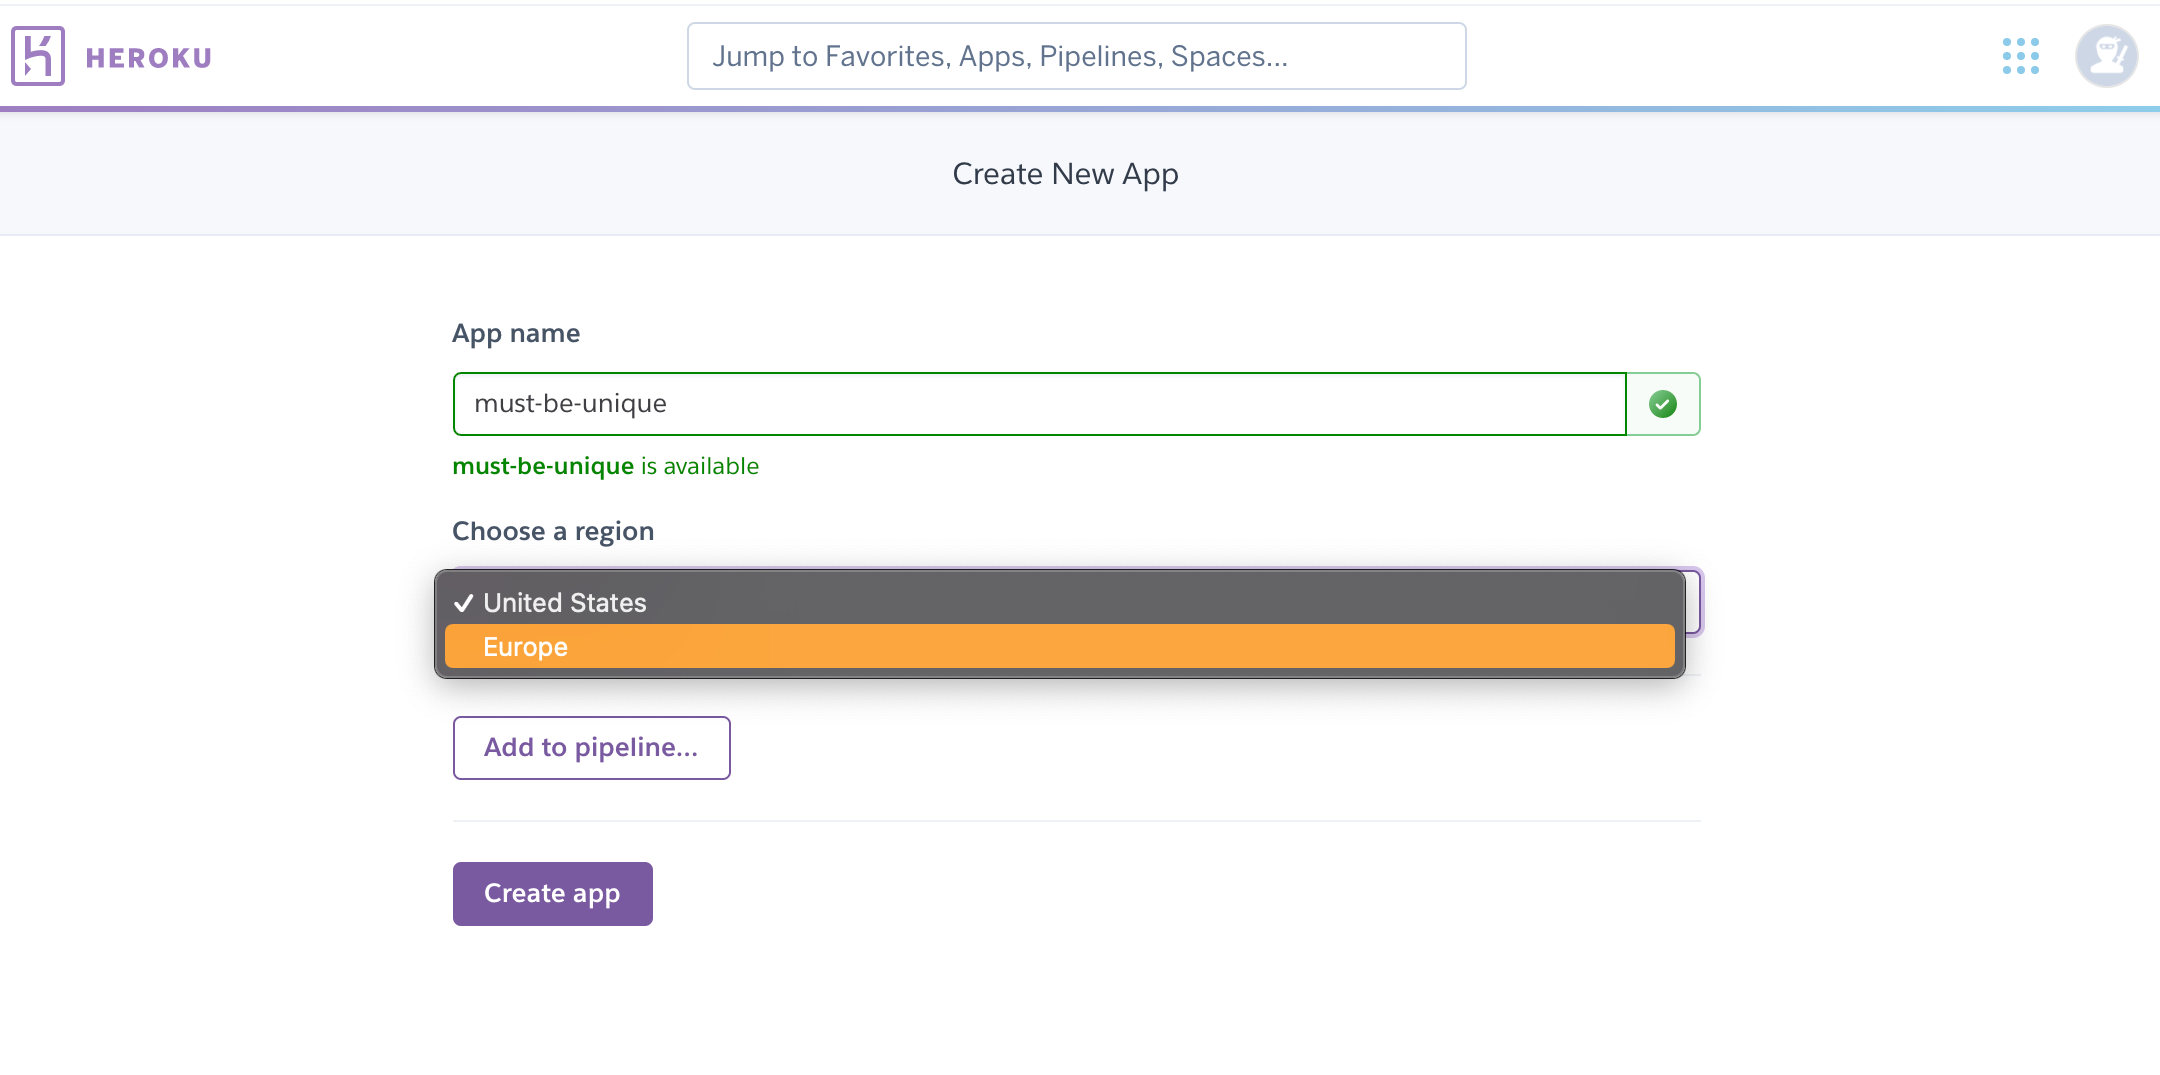 HEROKU
Jump to Favorites, Apps, Pipelines, Spaces...
Create New App
App name
must-be-unique
must-be-unique is available
Choose a region
United States
Europe
Add to pipeline...
Create app